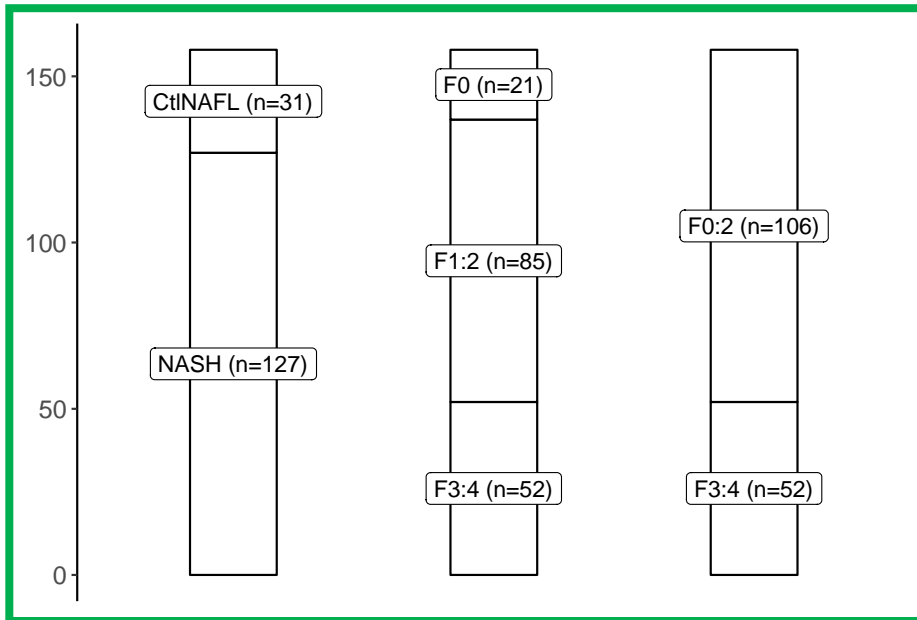 150
100
50
0
CtlNAFL (n=31)
NASH (n=127)
F0 (n=21)
F1:2 (n=85)
F3:4 (n=52)
F0:2 (n=106)
F3:4 (n=52)